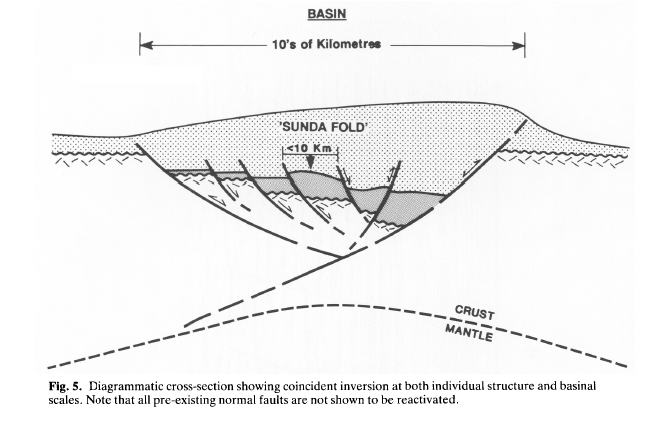 BASIN
10's of Kilometres
'SUNDA FOLD'
<10 Km
CRUST
MANTLE
Fig. 5. Diagrammatic cross-section showing coincident inversion at both individual structure and basinal
scales. Note that all pre-existing normal faults are not shown to be reactivated.